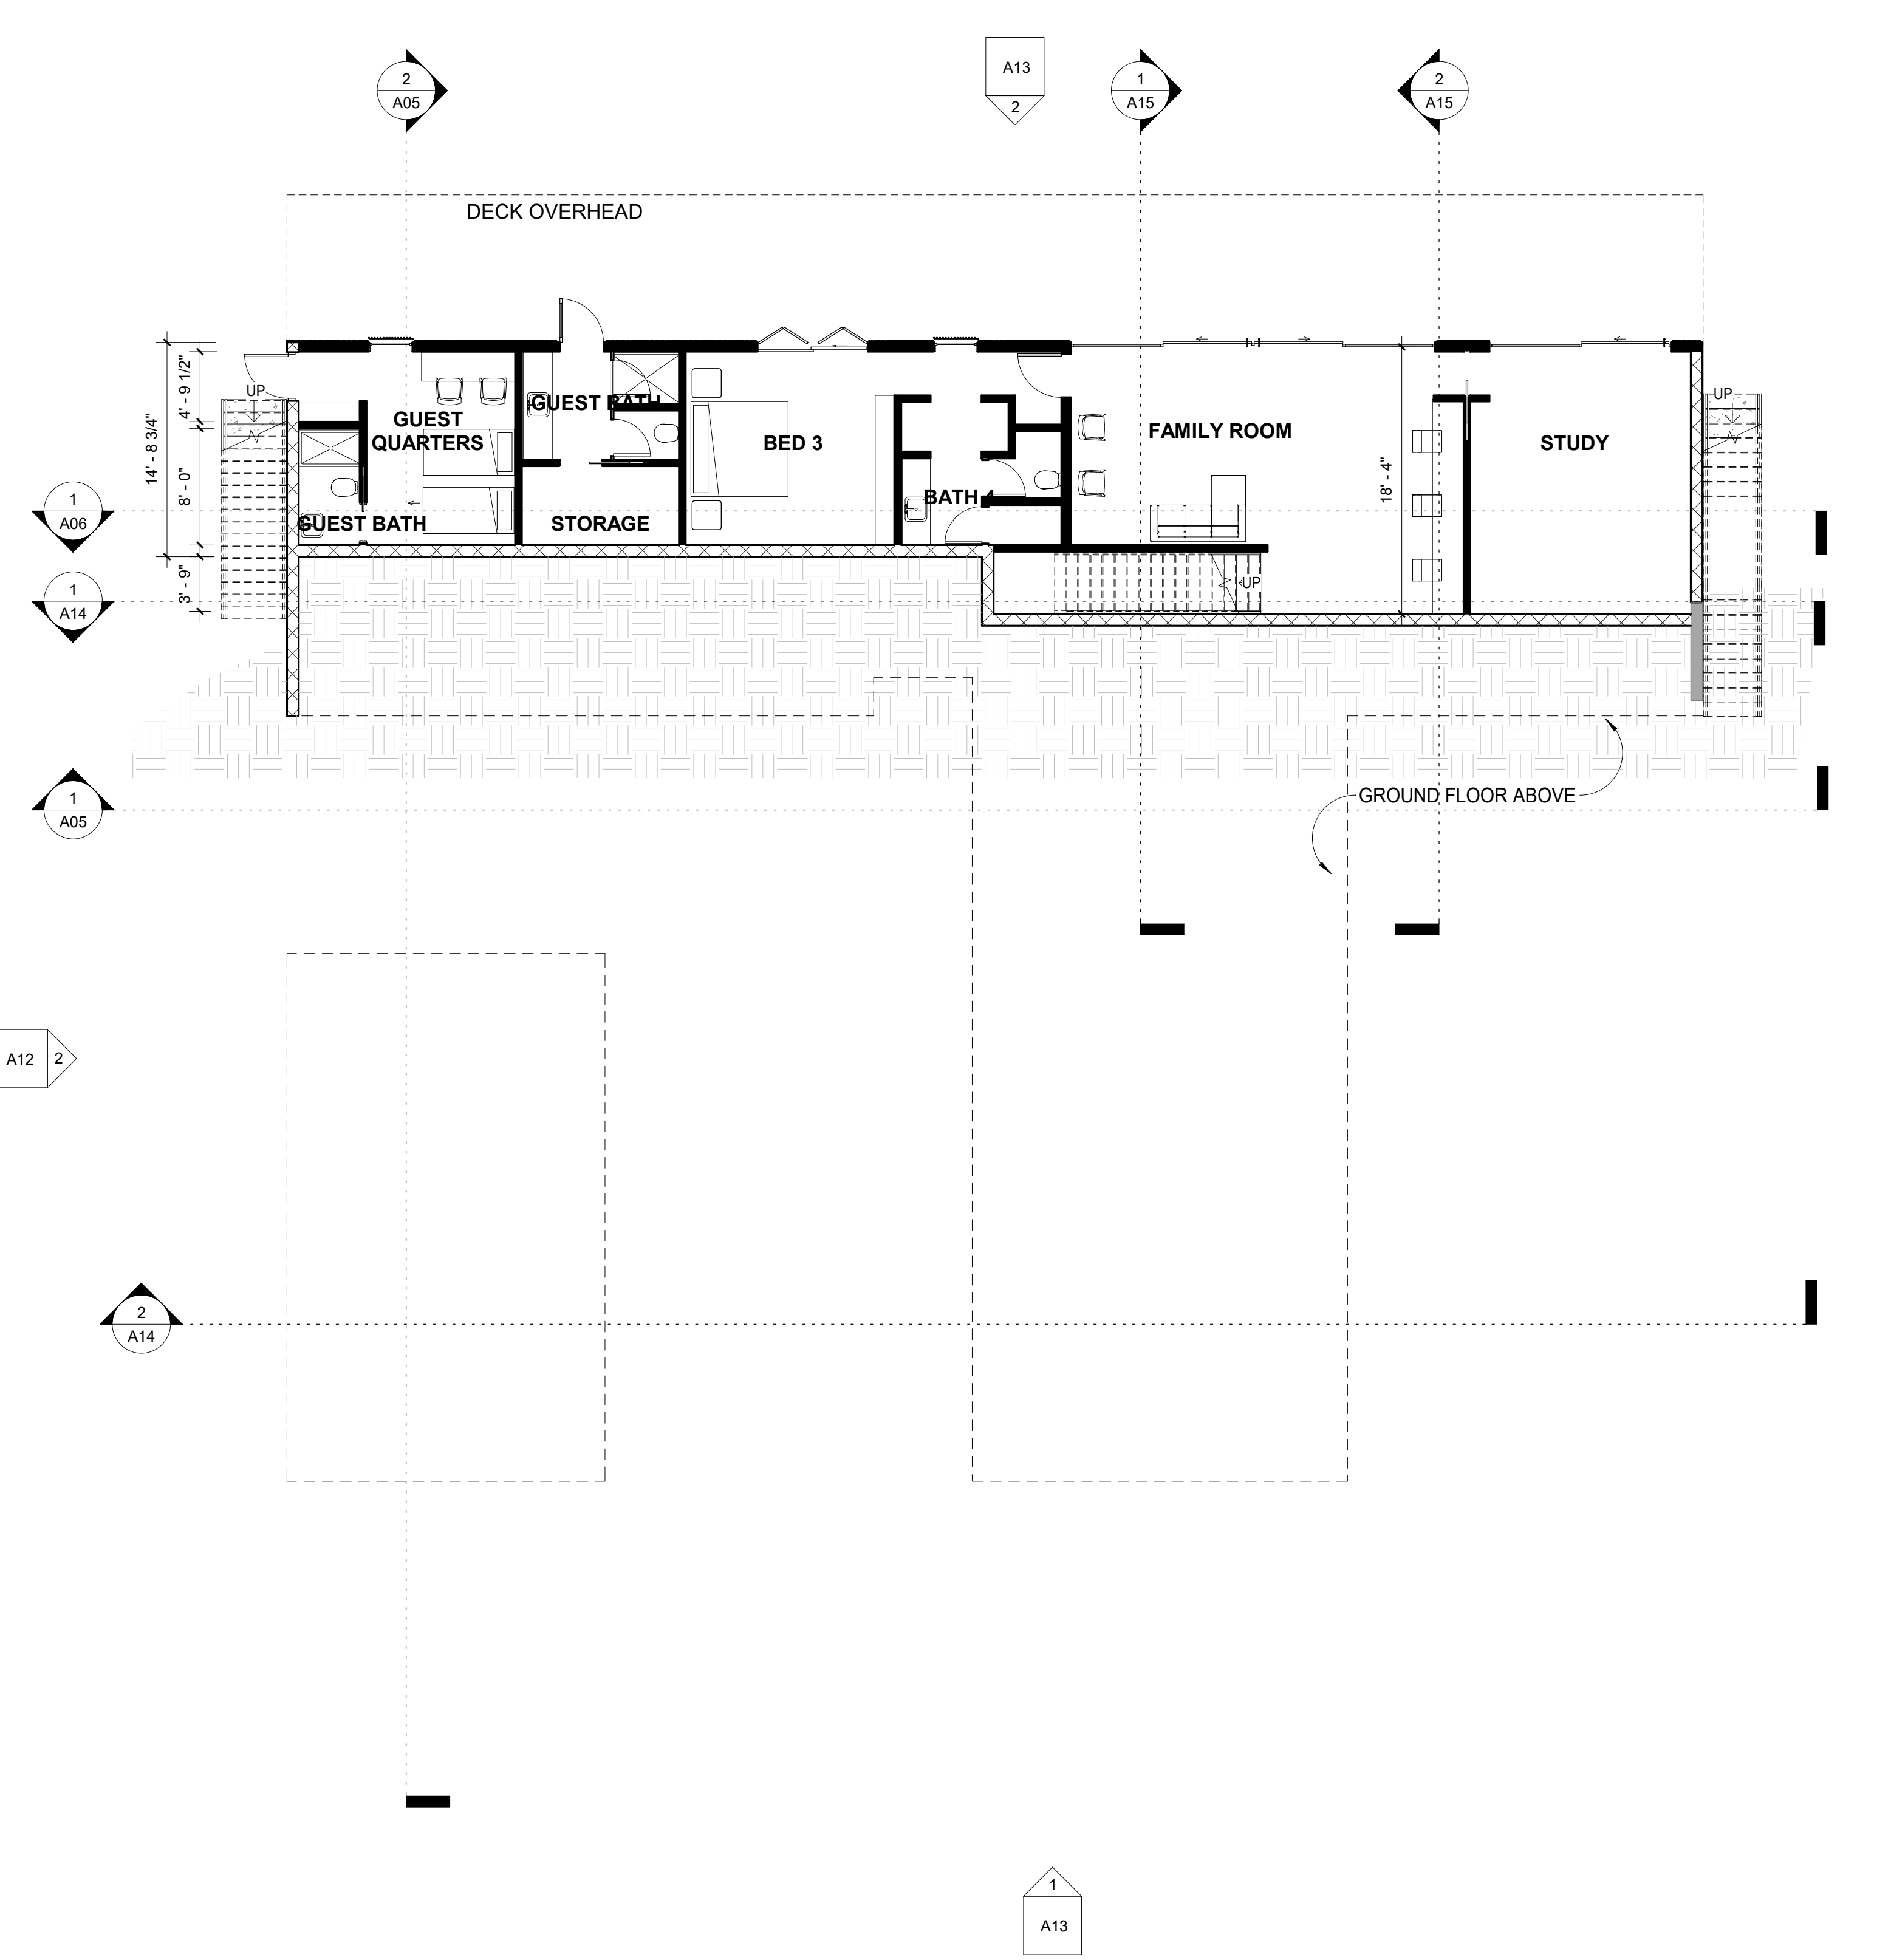 A13
2
2
A05
1
A15
2
A15
DECK OVERHEAD
14' - 8 3/4"
4' - 9 1/2"
8' - 0"
3' - 9"
UP
GUEST
QUARTERS
GUEST BATH
GUEST BATH
STORAGE
BED 3
BATH 4
FAMILY ROOM
18' - 4"
STUDY
UP
UP
1
A06
1
A14
1
A05
GROUND FLOOR ABOVE
A12
2
2
A14
1
A13